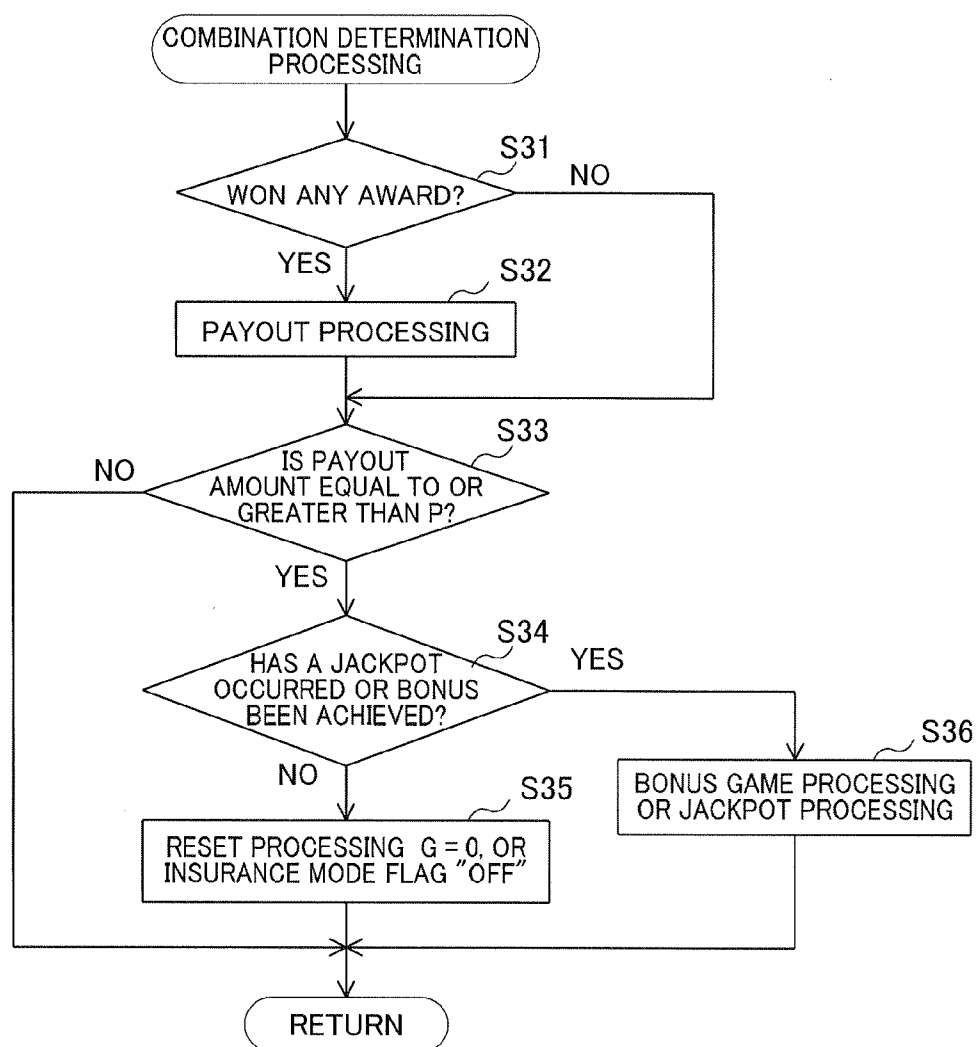 COMBINATION DETERMINATION
PROCESSING
S31
WON ANY AWARD?
NO
YES
S32
PAYOUT PROCESSING
S33
NO
IS PAYOUT
AMOUNT EQUAL TO OR
GREATER THAN P?
YES
S34
HAS A JACKPOT
OCCURRED OR BONUS
BEEN ACHIEVED?
YES
NO
S36
BONUS GAME PROCESSING
OR JACKPOT PROCESSING
S35
RESET PROCESSING G = 0, OR
INSURANCE MODE FLAG "OFF"
RETURN